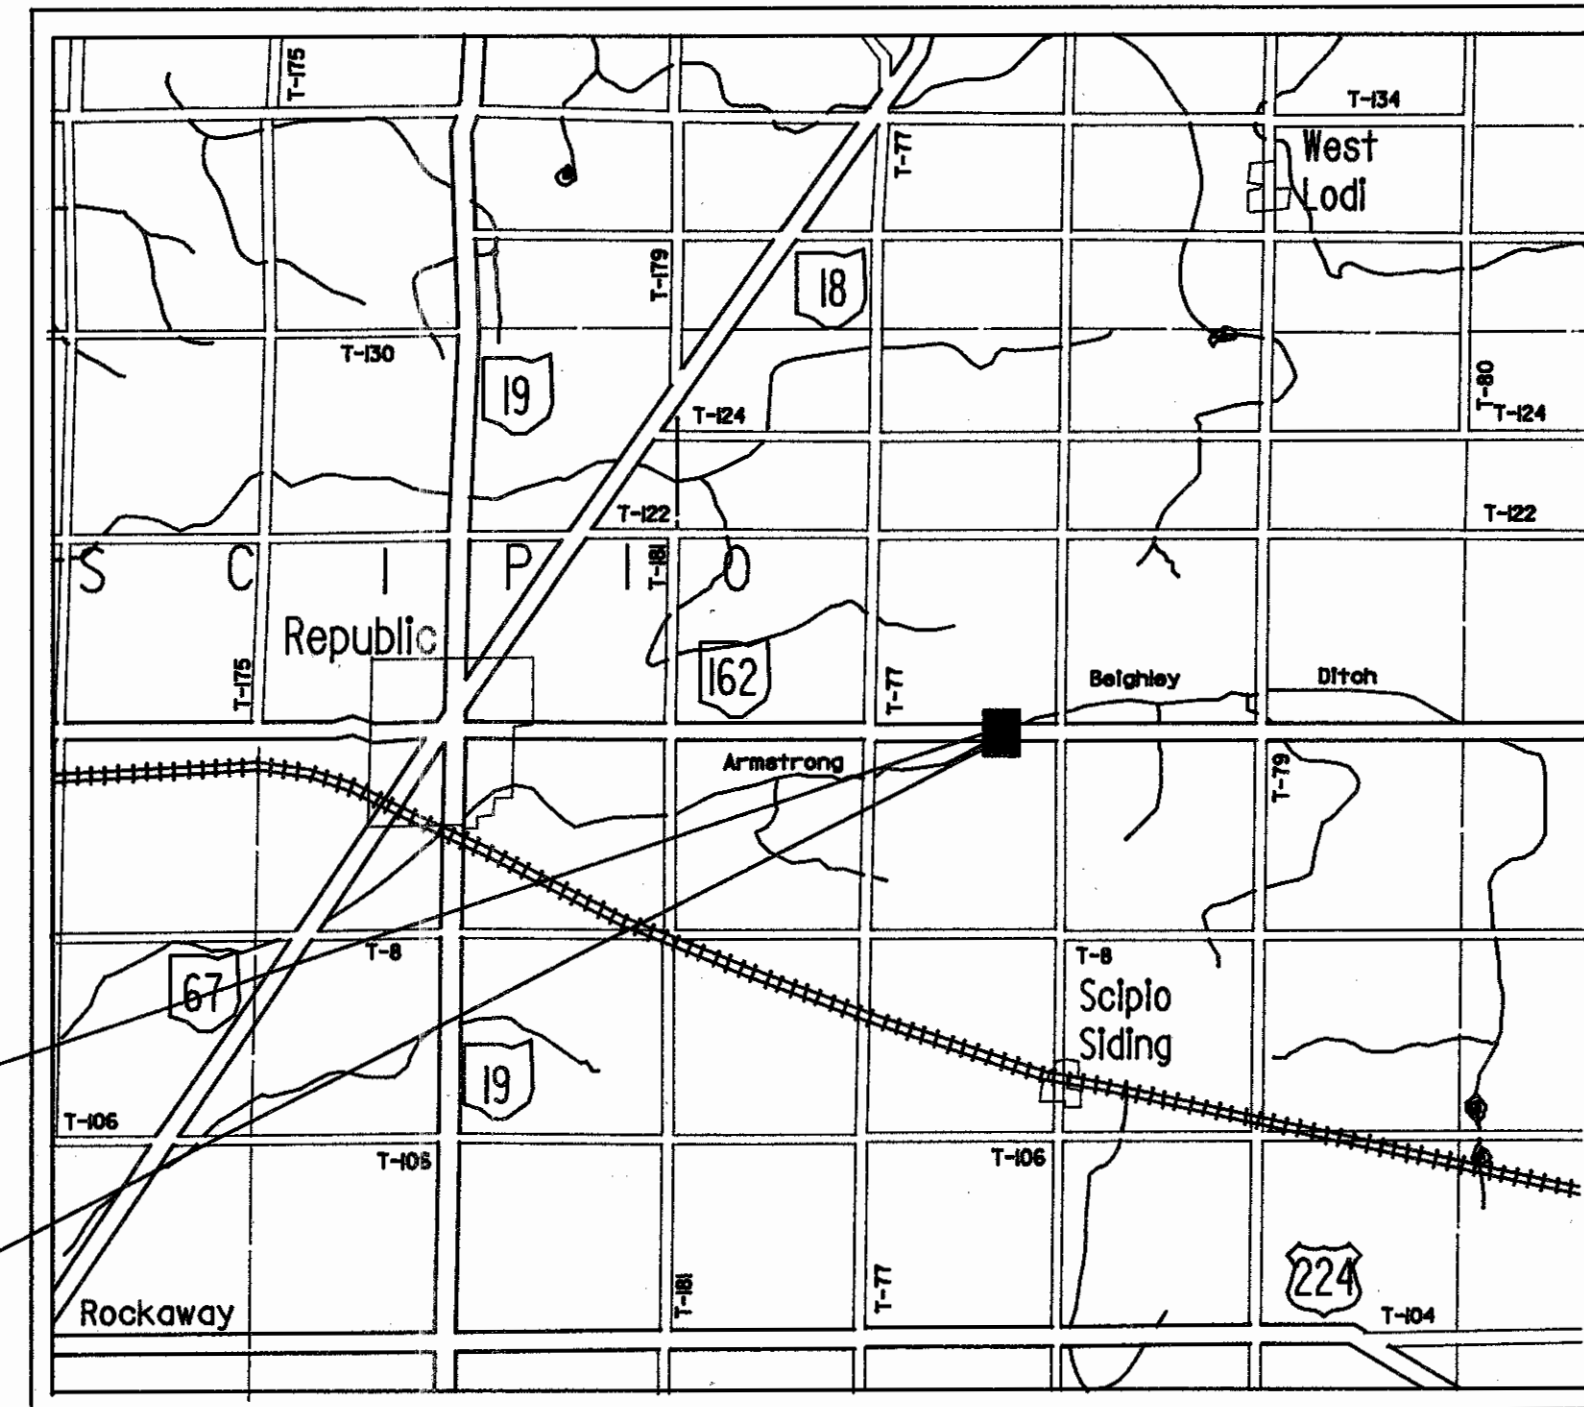 T-175
T-134
T-77
West
Lodi
T-179
18
T-130
19
T-80
T-124
T-124
T-122
T-122
S C I P I O
T-181
Republic
162
T-175
T-77
Beighley
Ditch
Armstrong
T-79
T-8
T-8
67
Scipio
Siding
19
T-106
T-106
T-181
T-77
224
Rockaway
T-104